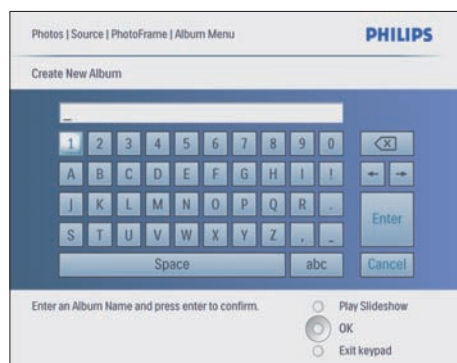 Photos | Source | PhotoFrame | Album Menu PHILIPS
Create New Album
_
1 2 3 4 5 6 7 8 9 0
A B C D E F G H I !
← →
J K L M N O P Q R .
Enter
S T U V W X Y Z , _
Space abc Cancel
Enter an Album Name and press enter to confirm. Play Slideshow
OK
Exit keypad